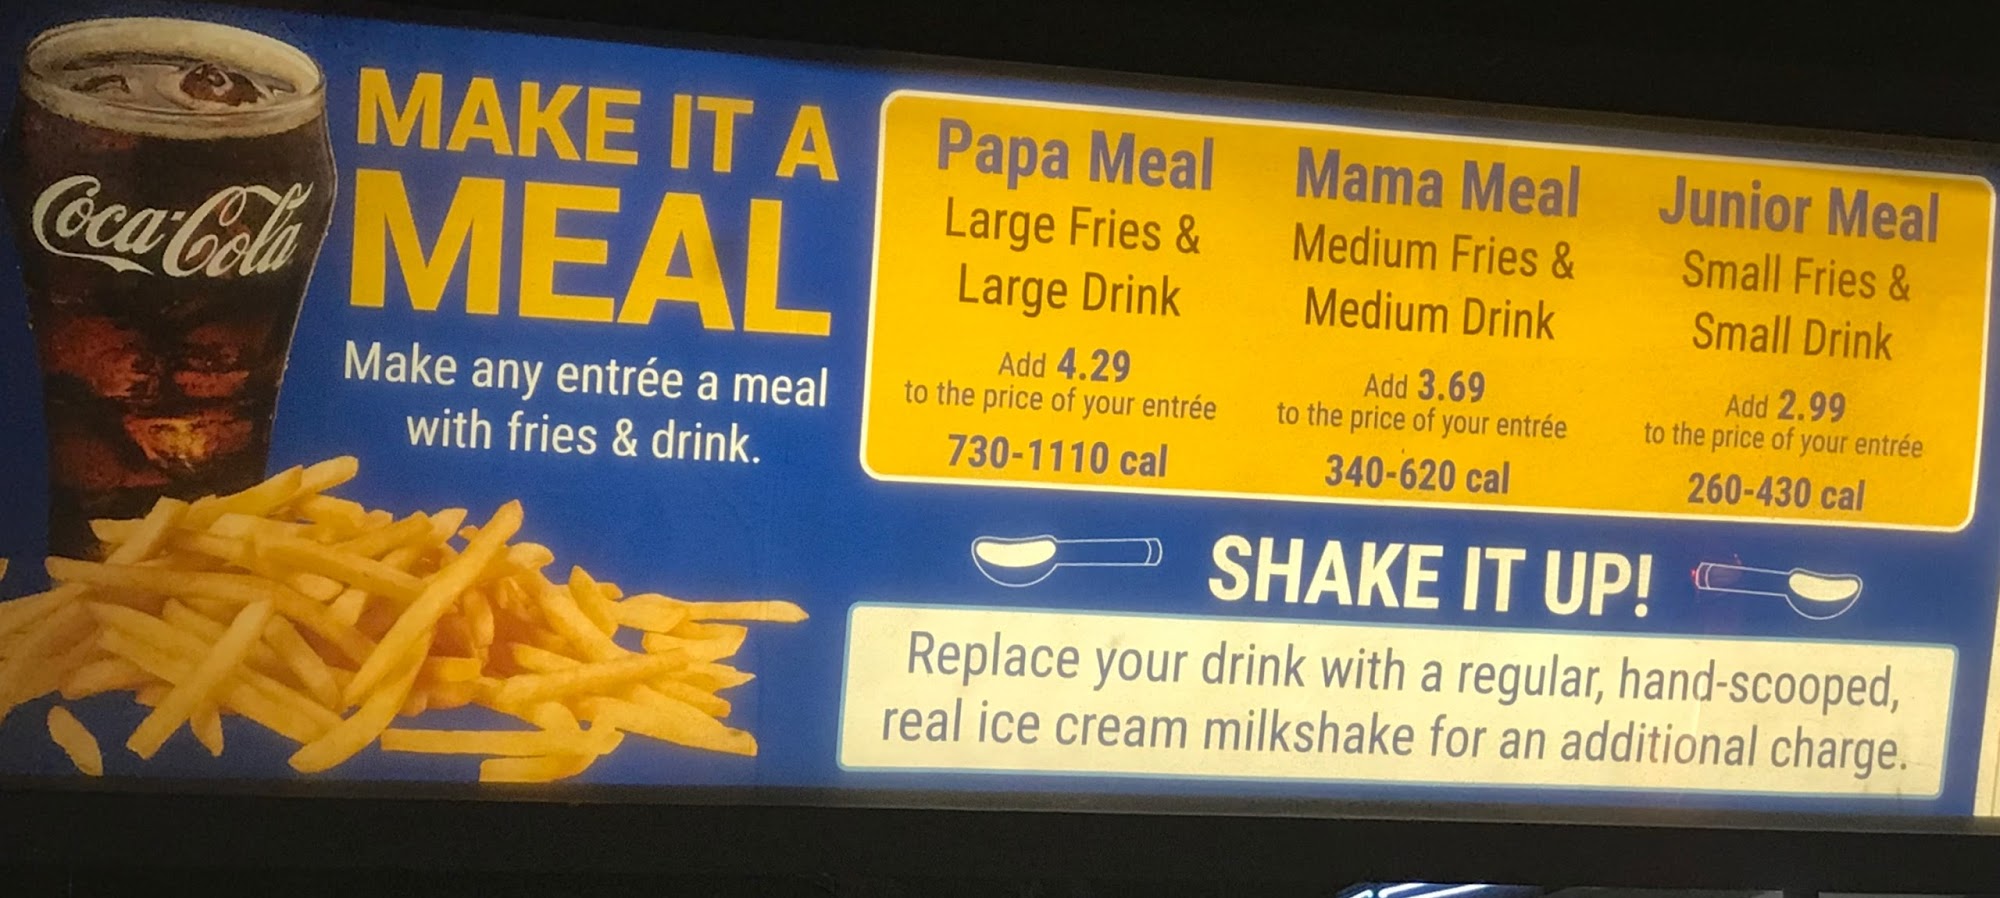 Coca-Cola
MAKE IT A
MEAL
Make any entrée a meal
with fries & drink.
Papa Meal
Large Fries &
Large Drink
Add 4.29
to the price of your entrée
730-1110 cal
Mama Meal
Medium Fries &
Medium Drink
Add 3.69
to the price of your entrée
340-620 cal
Junior Meal
Small Fries &
Small Drink
Add 2.99
to the price of your entrée
260-430 cal
SHAKE IT UP!
Replace your drink with a regular, hand-scooped,
real ice cream milkshake for an additional charge.